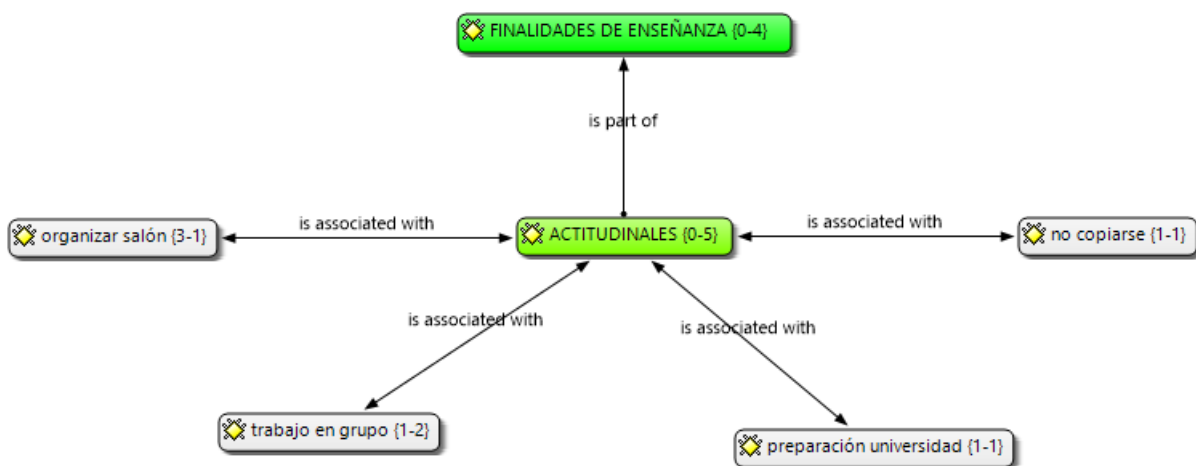 FINALIDADES DE ENSEÑANZA {0-4}
is part of
organizar salón {3-1}
is associated with
ACTITUDINALES {0-5}
is associated with
no copiarse {1-1}
is associated with
is associated with
trabajo en grupo {1-2}
preparación universidad {1-1}